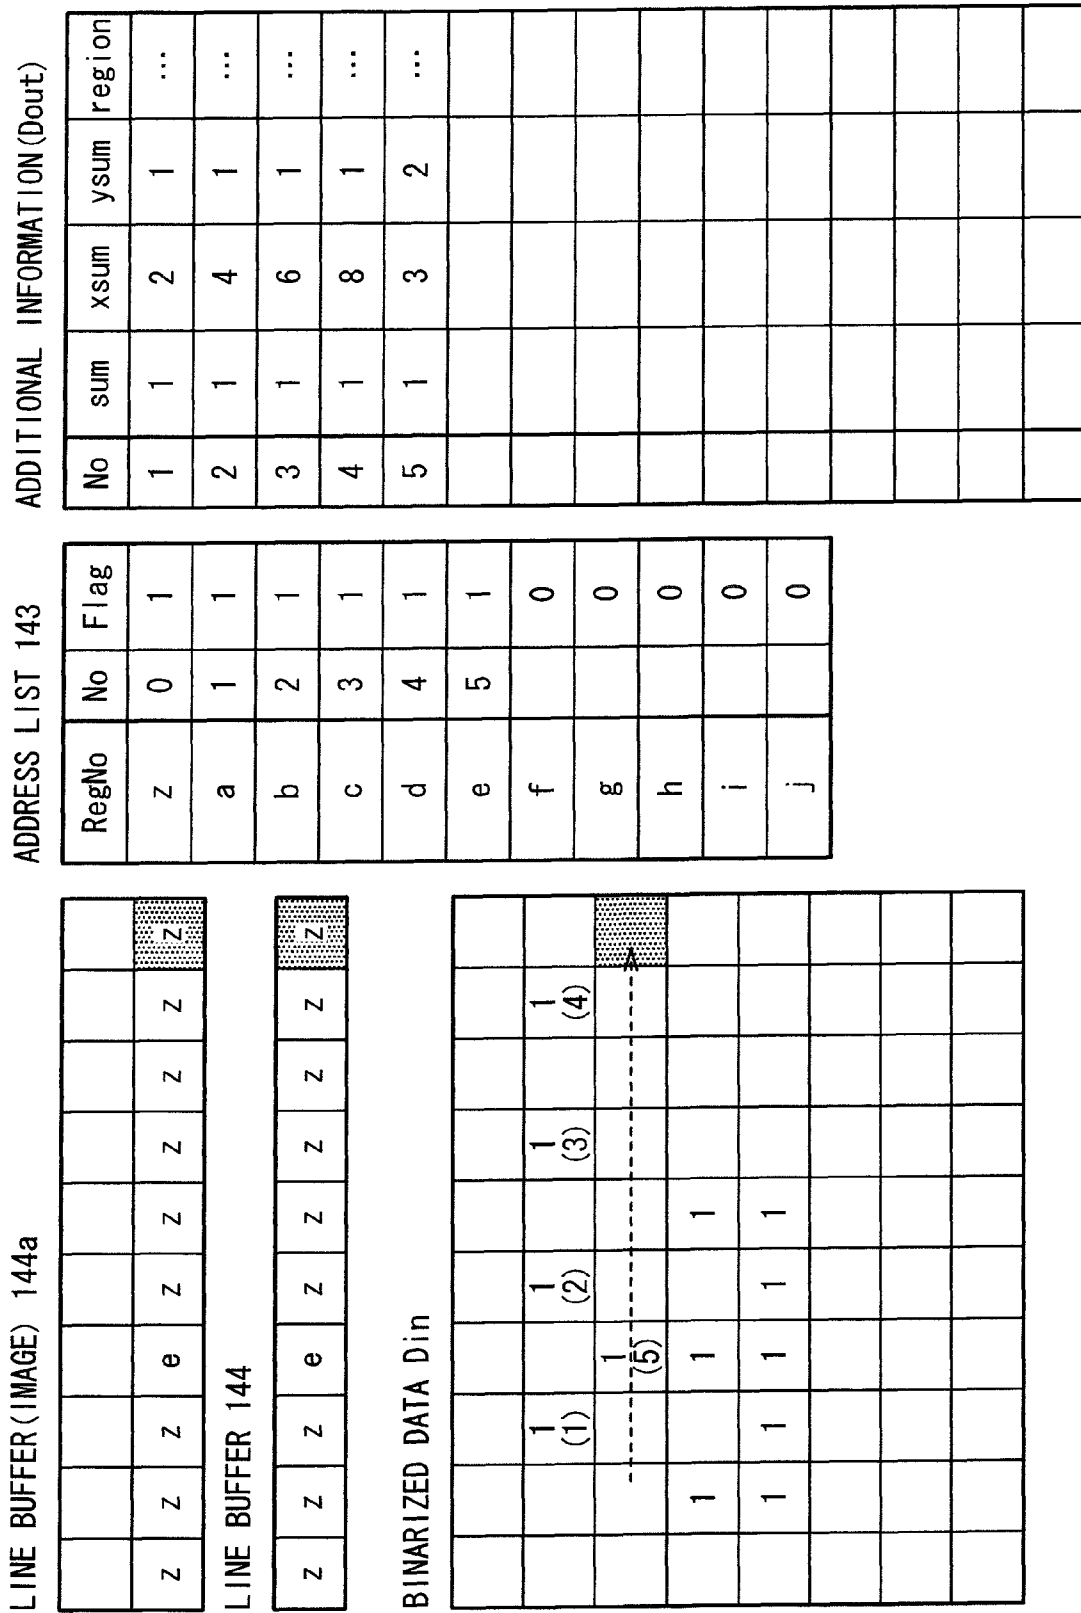 LINE BUFFER(IMAGE) 144a
z z z e z z z z z z
LINE BUFFER 144
z z z e z z z z z z
BINARIZED DATA Din
1 1 1 1
(1) (2) (3) (4)
1
(5)
1 1 1
1 1 1 1 1
ADDRESS LIST 143
RegNo No Flag
z 0 1
a 1 1
b 2 1
c 3 1
d 4 1
e 5 1
f 0
g 0
h 0
i 0
j 0
ADDITIONAL INFORMATION(Dout)
No sum xsum ysum region
1 1 2 1 ...
2 1 4 1 ...
3 1 6 1 ...
4 1 8 1 ...
5 1 3 2 ...